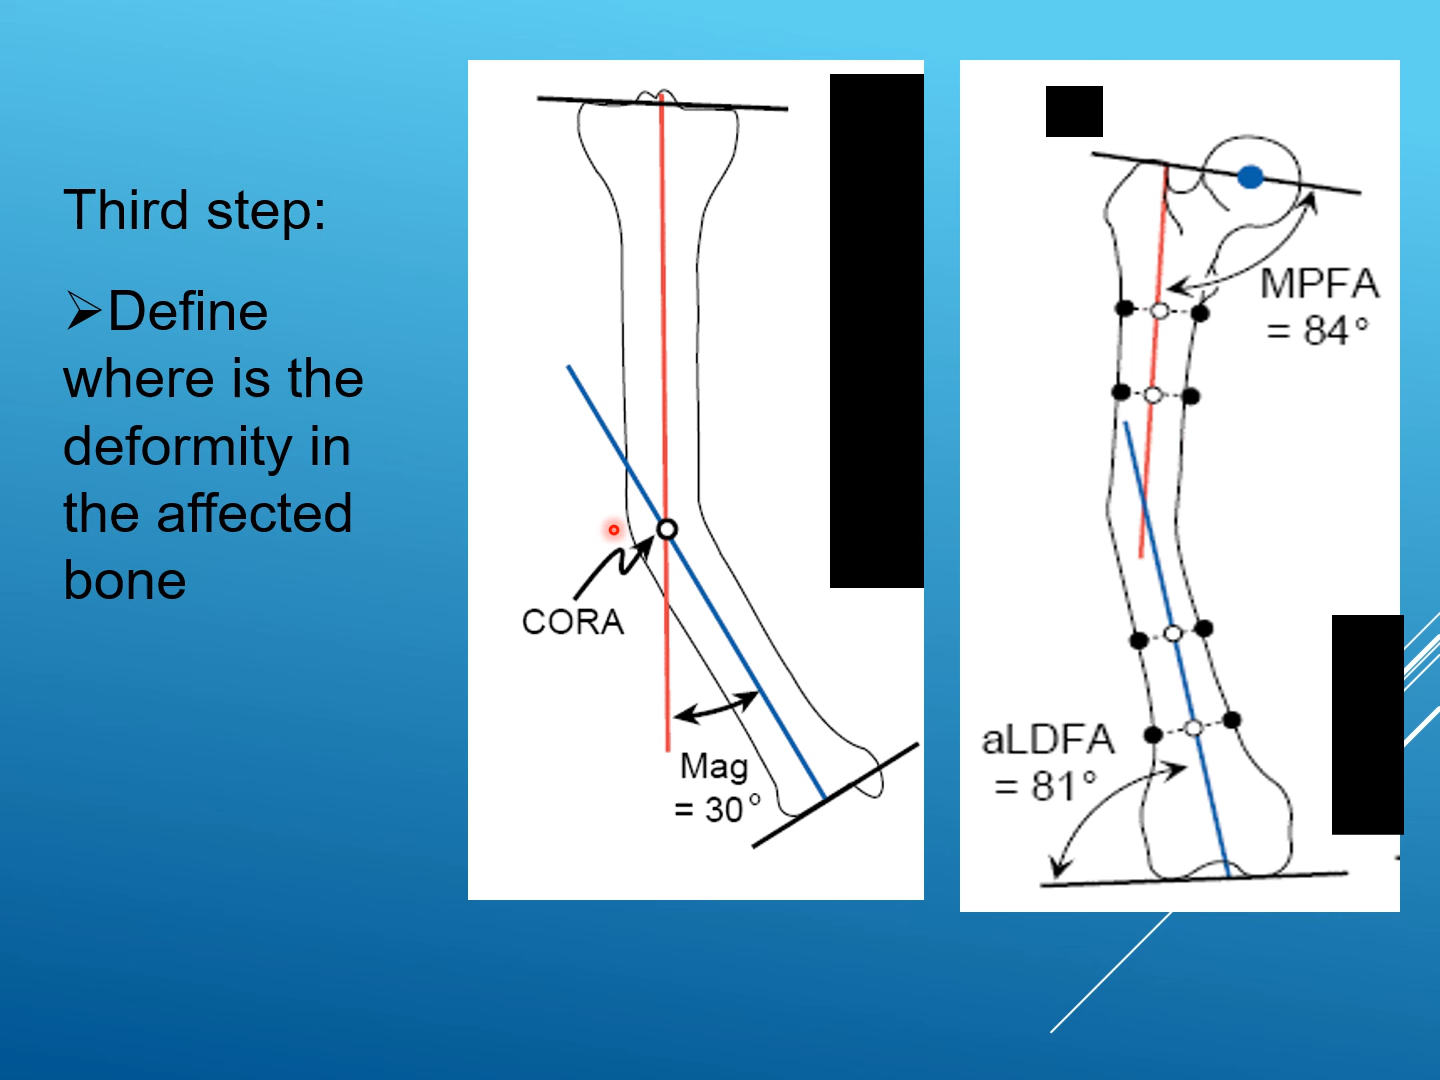 Third step:
➢Define
where is the
deformity in
the affected
bone
CORA
Mag
= 30°
MPFA
= 84°
aLDFA
= 81°